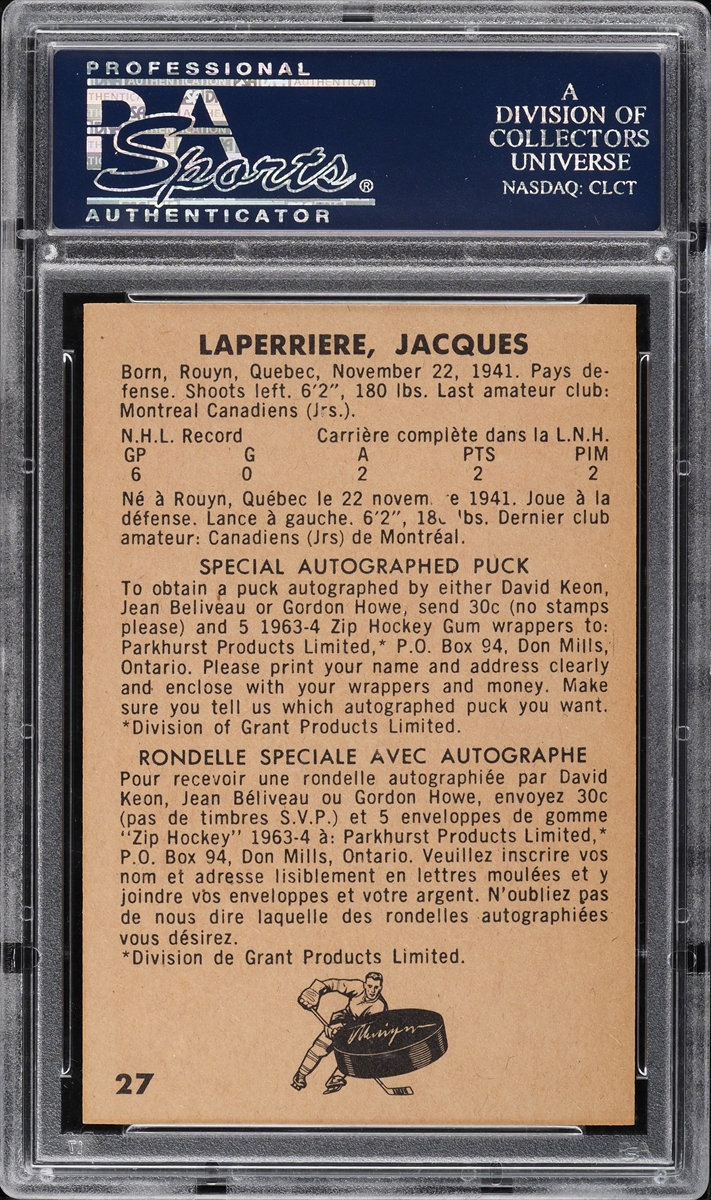 PROFESSIONAL
PSA
Sports®
AUTHENTICATOR
A
DIVISION OF
COLLECTORS
UNIVERSE
NASDAQ: CLCT
LAPERRIERE, JACQUES
Born, Rouyn, Quebec, November 22, 1941. Pays de-
fense. Shoots left. 6'2", 180 lbs. Last amateur club:
Montreal Canadiens (Jrs.).
N.H.L. Record Carrière complète dans la L.N.H.
GP G A PTS PIM
6 0 2 2 2
Né à Rouyn, Québec le 22 novem e 1941. Joue à la
défense. Lance à gauche. 6'2", 18 lbs. Dernier club
amateur: Canadiens (Jrs) de Montréal.
SPECIAL AUTOGRAPHED PUCK
To obtain a puck autographed by either David Keon,
Jean Beliveau or Gordon Howe, send 30c (no stamps
please) and 5 1963-4 Zip Hockey Gum wrappers to:
Parkhurst Products Limited,* P.O. Box 94, Don Mills,
Ontario. Please print your name and address clearly
and enclose with your wrappers and money. Make
sure you tell us which autographed puck you want.
*Division of Grant Products Limited.
RONDELLE SPECIALE AVEC AUTOGRAPHE
Pour recevoir une rondelle autographiée par David
Keon, Jean Béliveau ou Gordon Howe, envoyez 30c
(pas de timbres S.V.P.) et 5 enveloppes de gomme
"Zip Hockey" 1963-4 à: Parkhurst Products Limited,*
P.O. Box 94, Don Mills, Ontario. Veuillez inscrire vos
nom et adresse lisiblement en lettres moulées et y
joindre vos enveloppes et votre argent. N'oubliez pas
de nous dire laquelle des rondelles autographiées
vous désirez.
*Division de Grant Products Limited.
27